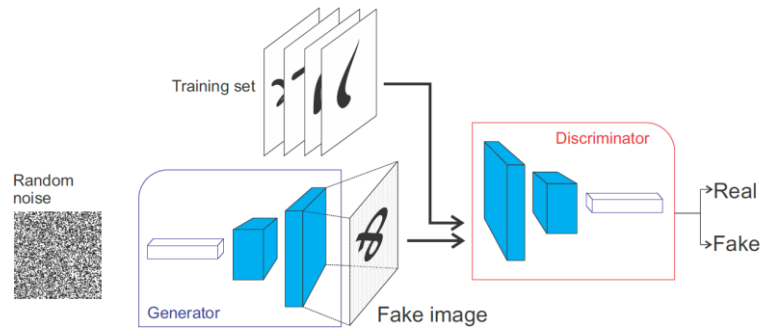 Training set
Discriminator
Random
noise
Real
Fake
Generator
Fake image